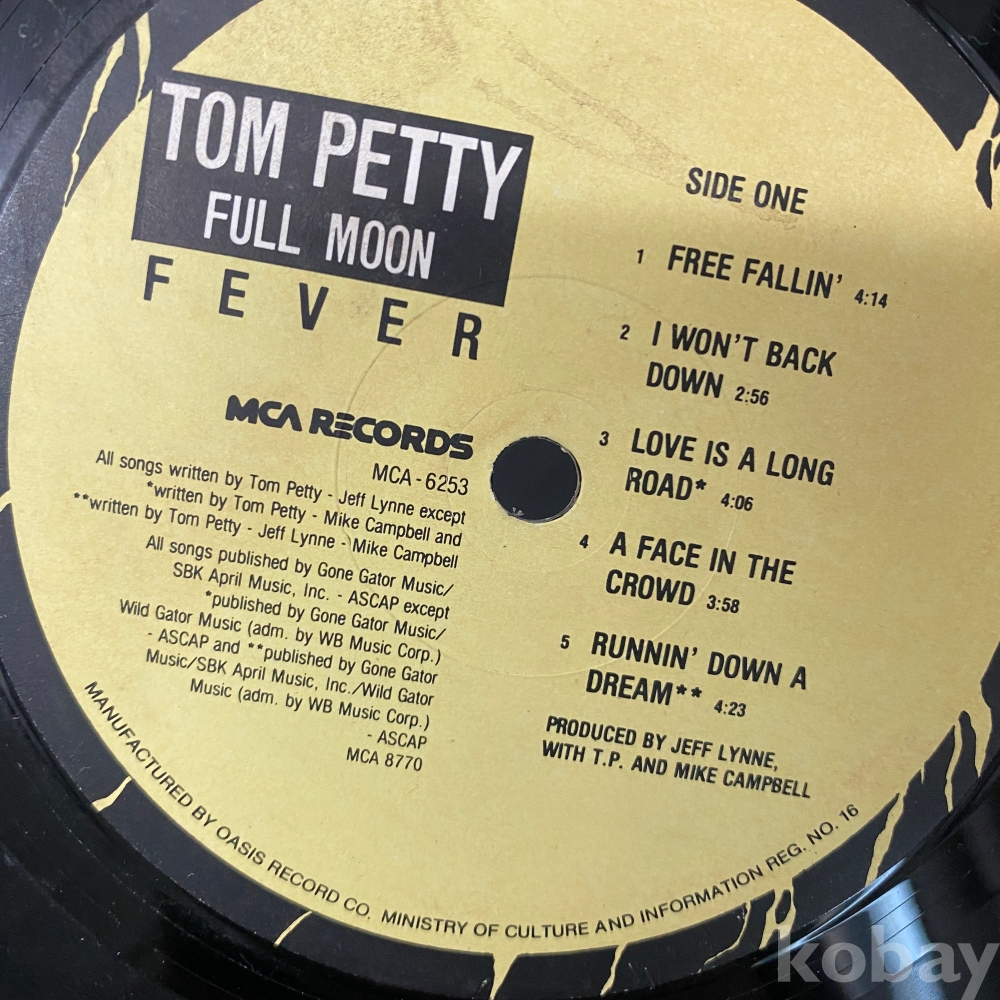 TOM PETTY
FULL MOON
FEVER
MCA RECORDS
MCA - 6253
All songs written by Tom Petty - Jeff Lynne except
*written by Tom Petty - Mike Campbell and
**written by Tom Petty - Jeff Lynne - Mike Campbell
All songs published by Gone Gator Music/
SBK April Music, Inc. - ASCAP except
*published by Gone Gator Music/
Wild Gator Music (adm. by WB Music Corp.)
- ASCAP and **published by Gone Gator
Music/SBK April Music, Inc./Wild Gator
Music (adm. by WB Music Corp.)
- ASCAP
MCA 8770
SIDE ONE
1 FREE FALLIN' 4:14
2 I WON'T BACK
DOWN 2:56
3 LOVE IS A LONG
ROAD* 4:06
4 A FACE IN THE
CROWD 3:58
5 RUNNIN' DOWN A
DREAM** 4:23
PRODUCED BY JEFF LYNNE,
WITH T.P. AND MIKE CAMPBELL
MANUFACTURED BY OASIS RECORD CO. MINISTRY OF CULTURE AND INFORMATION REG. NO. 16
kobay